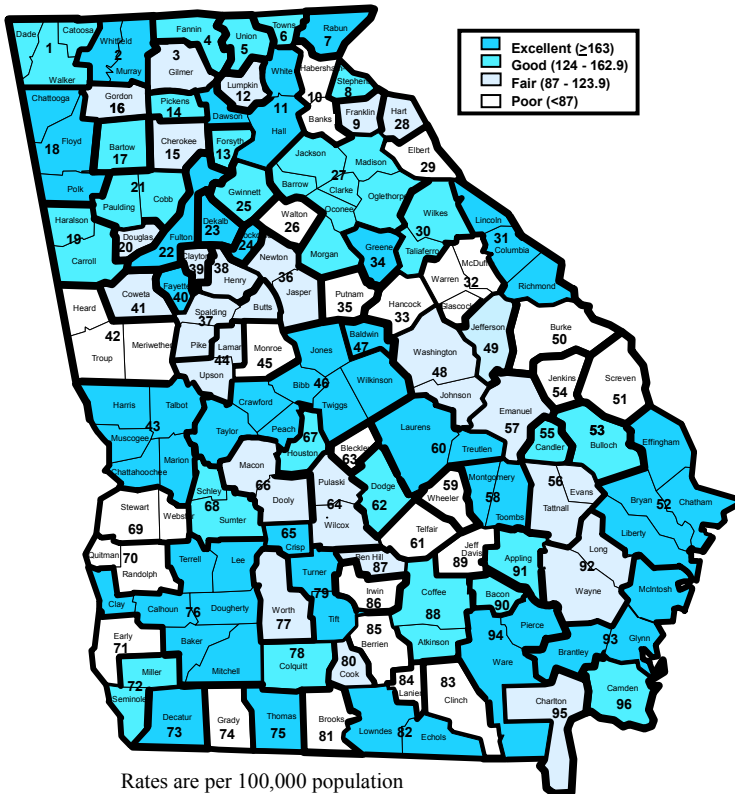 Excellent (≥163)
Good (124 - 162.9)
Fair (87 - 123.9)
Poor (<87)
Dade
Catoosa
1
Walker
Whitfield
2
Murray
Fannin
4
3
Gilmer
Union
5
Towns
6
Rabun
7
White
Habersham
10
Banks
Stephens
8
Chattooga
Gordon
16
Pickens
14
Lumpkin
12
Dawson
11
Hall
Franklin
9
Hart
28
Floyd
18
Bartow
17
Cherokee
15
Forsyth
13
Jackson
Madison
27
Elbert
29
Polk
21
Paulding
Cobb
Gwinnett
25
Barrow
Clarke
Oconee
Oglethorpe
Haralson
19
Carroll
Douglas
20
Fulton
22
Dekalb
23
Rockdale
24
Walton
26
Morgan
Greene
34
Wilkes
30
Taliaferro
Lincoln
31
Columbia
Richmond
Clayton
39
38
Henry
Newton
36
Jasper
Butts
Fayette
40
Coweta
41
Heard
42
Troup
Meriwether
Spalding
37
Pike
Lamar
44
Upson
Monroe
45
Putnam
35
Hancock
33
Warren
McDuff
32
Glascock
Jefferson
49
Burke
50
Jones
Baldwin
47
Washington
48
Johnson
Jenkins
54
Screven
51
Harris
Talbot
43
Muscogee
Chattahoochee
Marion
Crawford
Taylor
Bibb
46
Twiggs
Wilkinson
Peach
67
Houston
Bleckley
63
Laurens
60
Treutlen
Emanuel
57
55
Candler
53
Bulloch
Effingham
Macon
66
Dooly
Pulaski
64
Wilcox
Dodge
62
59
Wheeler
Montgomery
58
Toombs
56
Evans
Tattnall
Bryan
Chatham
52
Liberty
Stewart
69
Webster
Schley
68
Sumter
65
Crisp
Telfair
61
Jeff
Davis
89
Appling
91
Long
92
Wayne
McIntosh
Quitman
70
Randolph
Terrell
Lee
Turner
79
Tift
Ben Hill
87
Irwin
86
Coffee
88
Atkinson
Bacon
90
Pierce
94
Ware
93
Glynn
Brantley
Clay
Calhoun
76
Dougherty
Baker
Mitchell
Worth
77
85
Berrien
Early
71
Miller
72
Seminole
78
Colquitt
80
Cook
84
Lanier
83
Clinch
Charlton
95
Camden
96
Decatur
73
Grady
74
Thomas
75
Brooks
81
Lowndes
82
Echols
Rates are per 100,000 population